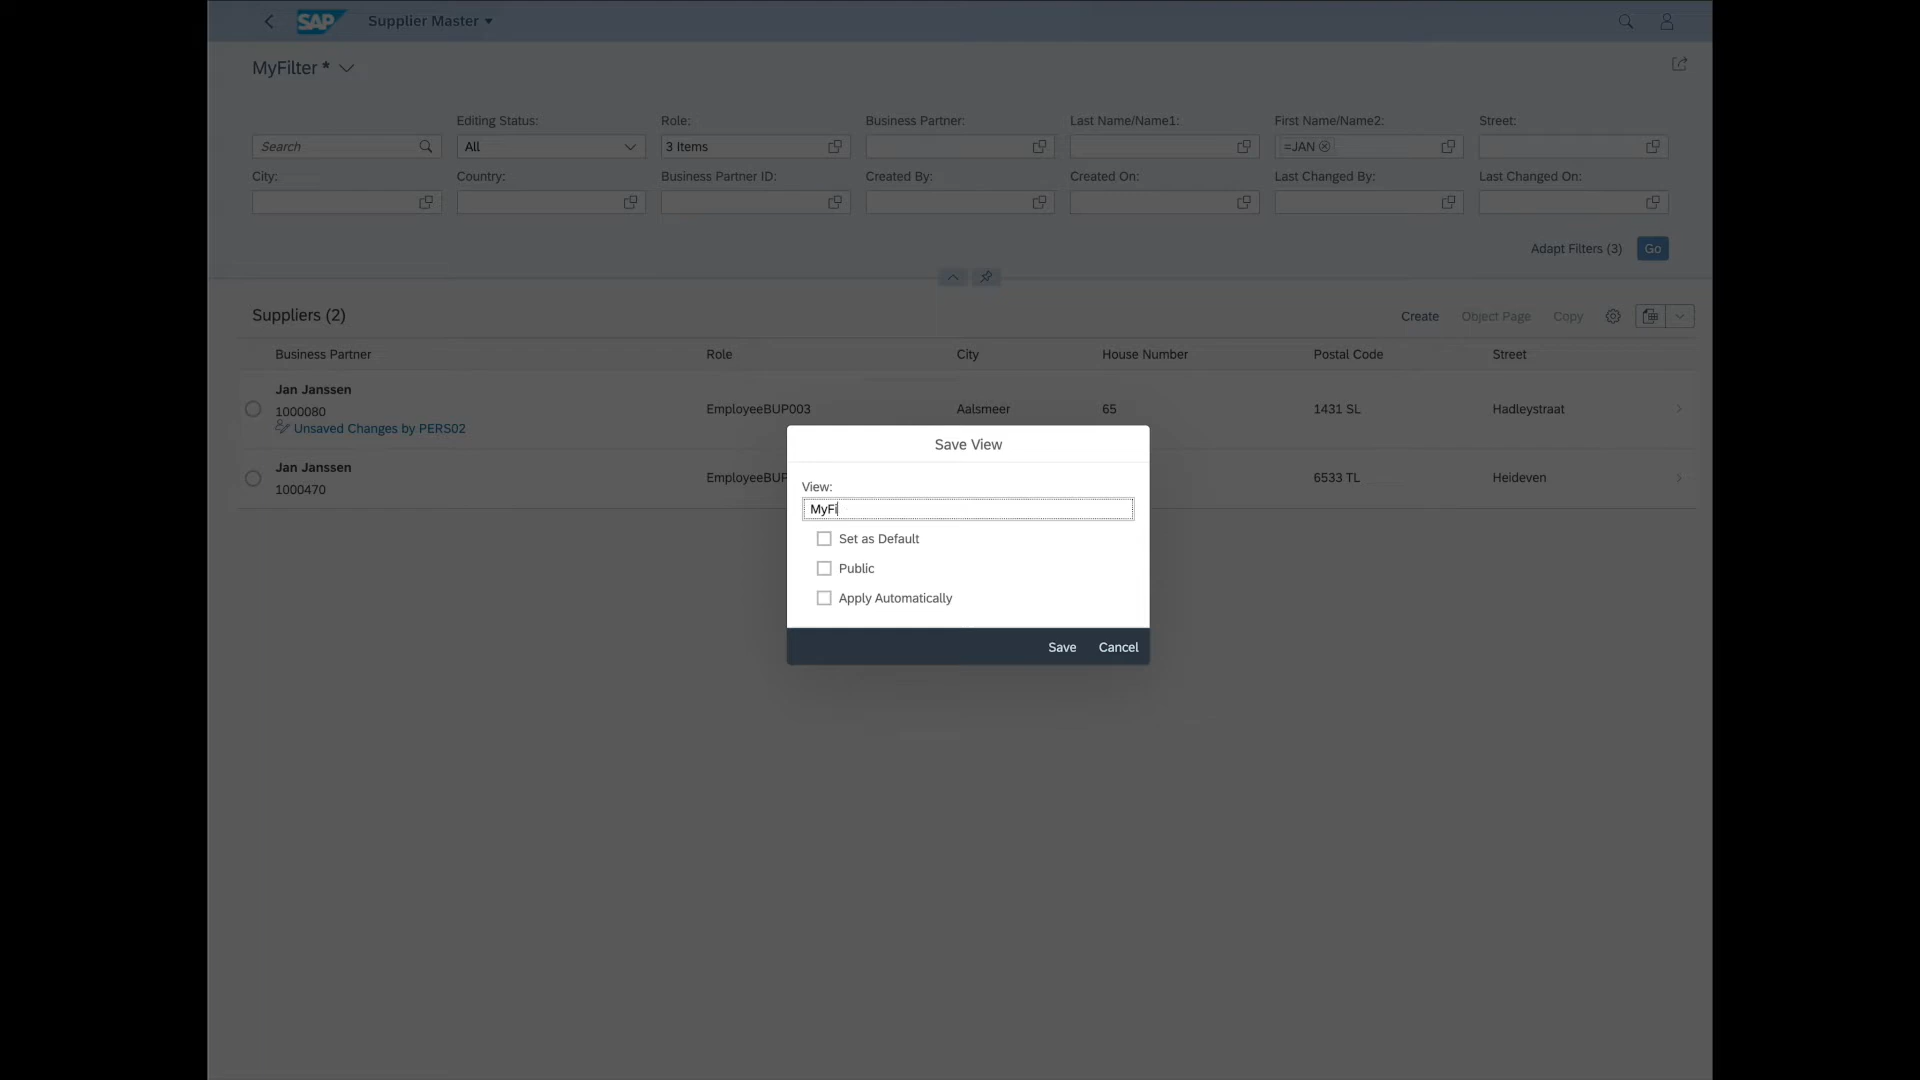 SAP Supplier Master
MyFilter *
Editing Status: Role: Business Partner: Last Name/Name1: First Name/Name2: Street:
Search All 3 Items =JAN
City: Country: Business Partner ID: Created By: Created On: Last Changed By: Last Changed On:
Adapt Filters (3) Go
Suppliers (2) Create Object Page Copy
Business Partner Role City House Number Postal Code Street
Jan Janssen
1000080 EmployeeBUP003 Aalsmeer 65 1431 SL Hadleystraat
Unsaved Changes by PERS02
Jan Janssen
1000470 EmployeeBUP 6533 TL Heideven
Save View
View:
MyFi
Set as Default
Public
Apply Automatically
Save Cancel